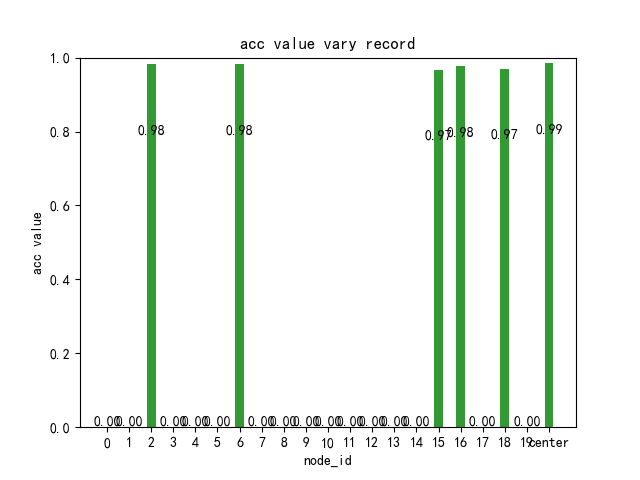 acc value vary record
1.0
0.8
0.6
0.4
0.2
0.0
acc value
0.98 0.98 0.97 0.98 0.97 0.99
0.00 0.00 0.00 0.00 0.00 0.00 0.00 0.00 0.00 0.00 0.00 0.00 0.00 0.00 0.00
0 1 2 3 4 5 6 7 8 9 10 11 12 13 14 15 16 17 18 19 center
node_id